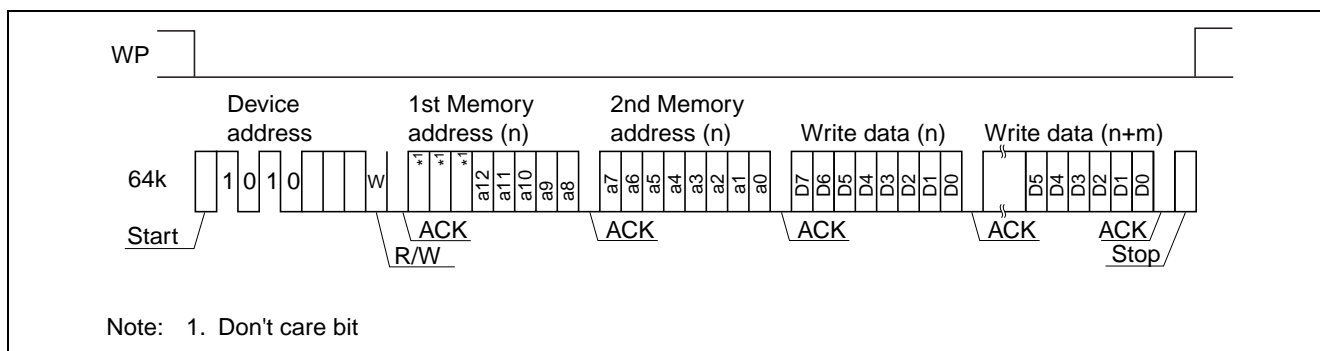 WP
Device address
1st Memory address (n)
2nd Memory address (n)
Write data (n)
Write data (n+m)
64k
1 0 1 0
W
*1 *1 *1 a12 a11 a10 a9 a8
a7 a6 a5 a4 a3 a2 a1 a0
D7 D6 D5 D4 D3 D2 D1 D0
D5 D4 D3 D2 D1 D0
Start
ACK
ACK
ACK
ACK
ACK
R/W
Stop
Note: 1. Don't care bit